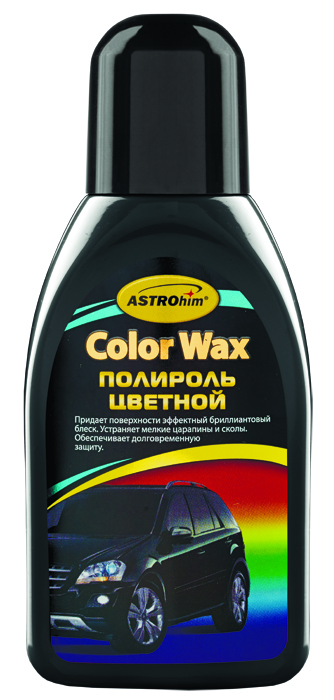 ASTROhim®
Color Wax
ПОЛИРОЛЬ
ЦВЕТНОЙ
Придает поверхности эффектный бриллиантовый
блеск. Устраняет мелкие царапины и сколы.
Обеспечивает долговременную
защиту.